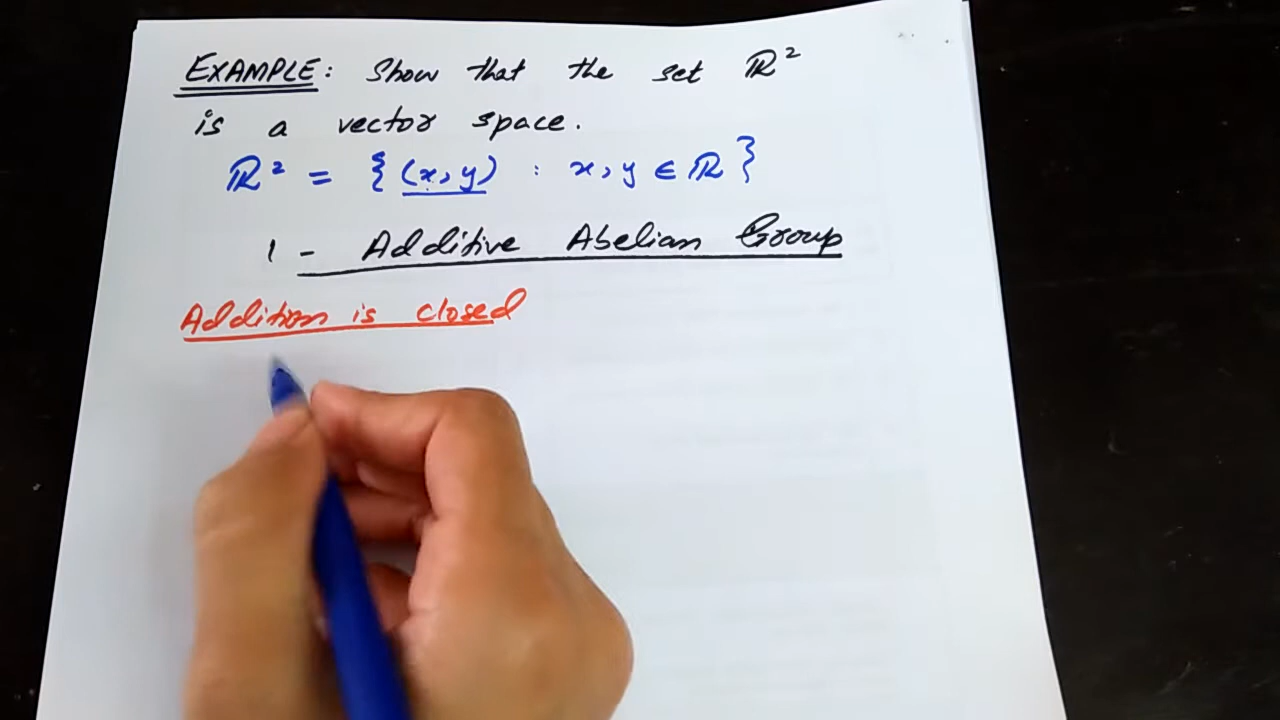 EXAMPLE: Show that the set ℝ²
is a vector space.
ℝ² = {(x,y) : x,y ∈ ℝ}
1 - Additive Abelian Group
Addition is closed